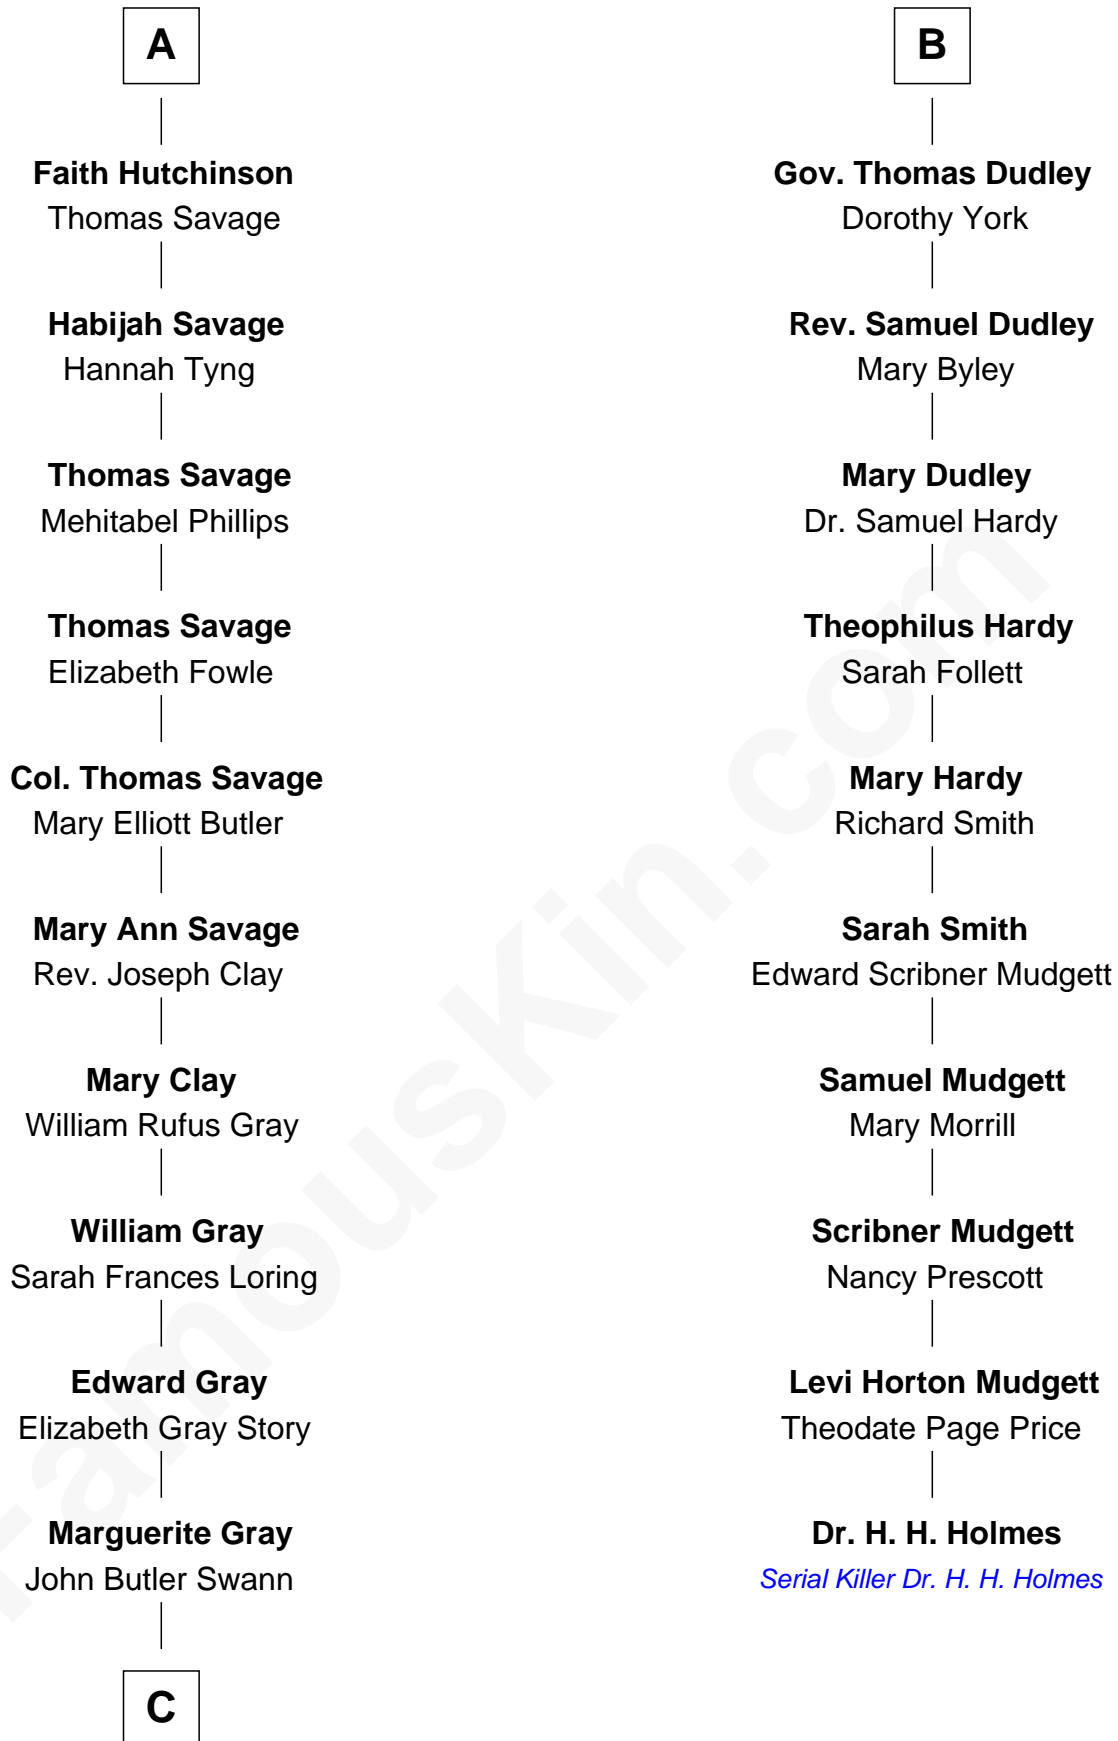 A
Faith Hutchinson
Thomas Savage
Habijah Savage
Hannah Tyng
Thomas Savage
Mehitabel Phillips
Thomas Savage
Elizabeth Fowle
Col. Thomas Savage
Mary Elliott Butler
Mary Ann Savage
Rev. Joseph Clay
Mary Clay
William Rufus Gray
William Gray
Sarah Frances Loring
Edward Gray
Elizabeth Gray Story
Marguerite Gray
John Butler Swann
C
B
Gov. Thomas Dudley
Dorothy York
Rev. Samuel Dudley
Mary Byley
Mary Dudley
Dr. Samuel Hardy
Theophilus Hardy
Sarah Follett
Mary Hardy
Richard Smith
Sarah Smith
Edward Scribner Mudgett
Samuel Mudgett
Mary Morrill
Scribner Mudgett
Nancy Prescott
Levi Horton Mudgett
Theodate Page Price
Dr. H. H. Holmes
Serial Killer Dr. H. H. Holmes
FamousKin.com